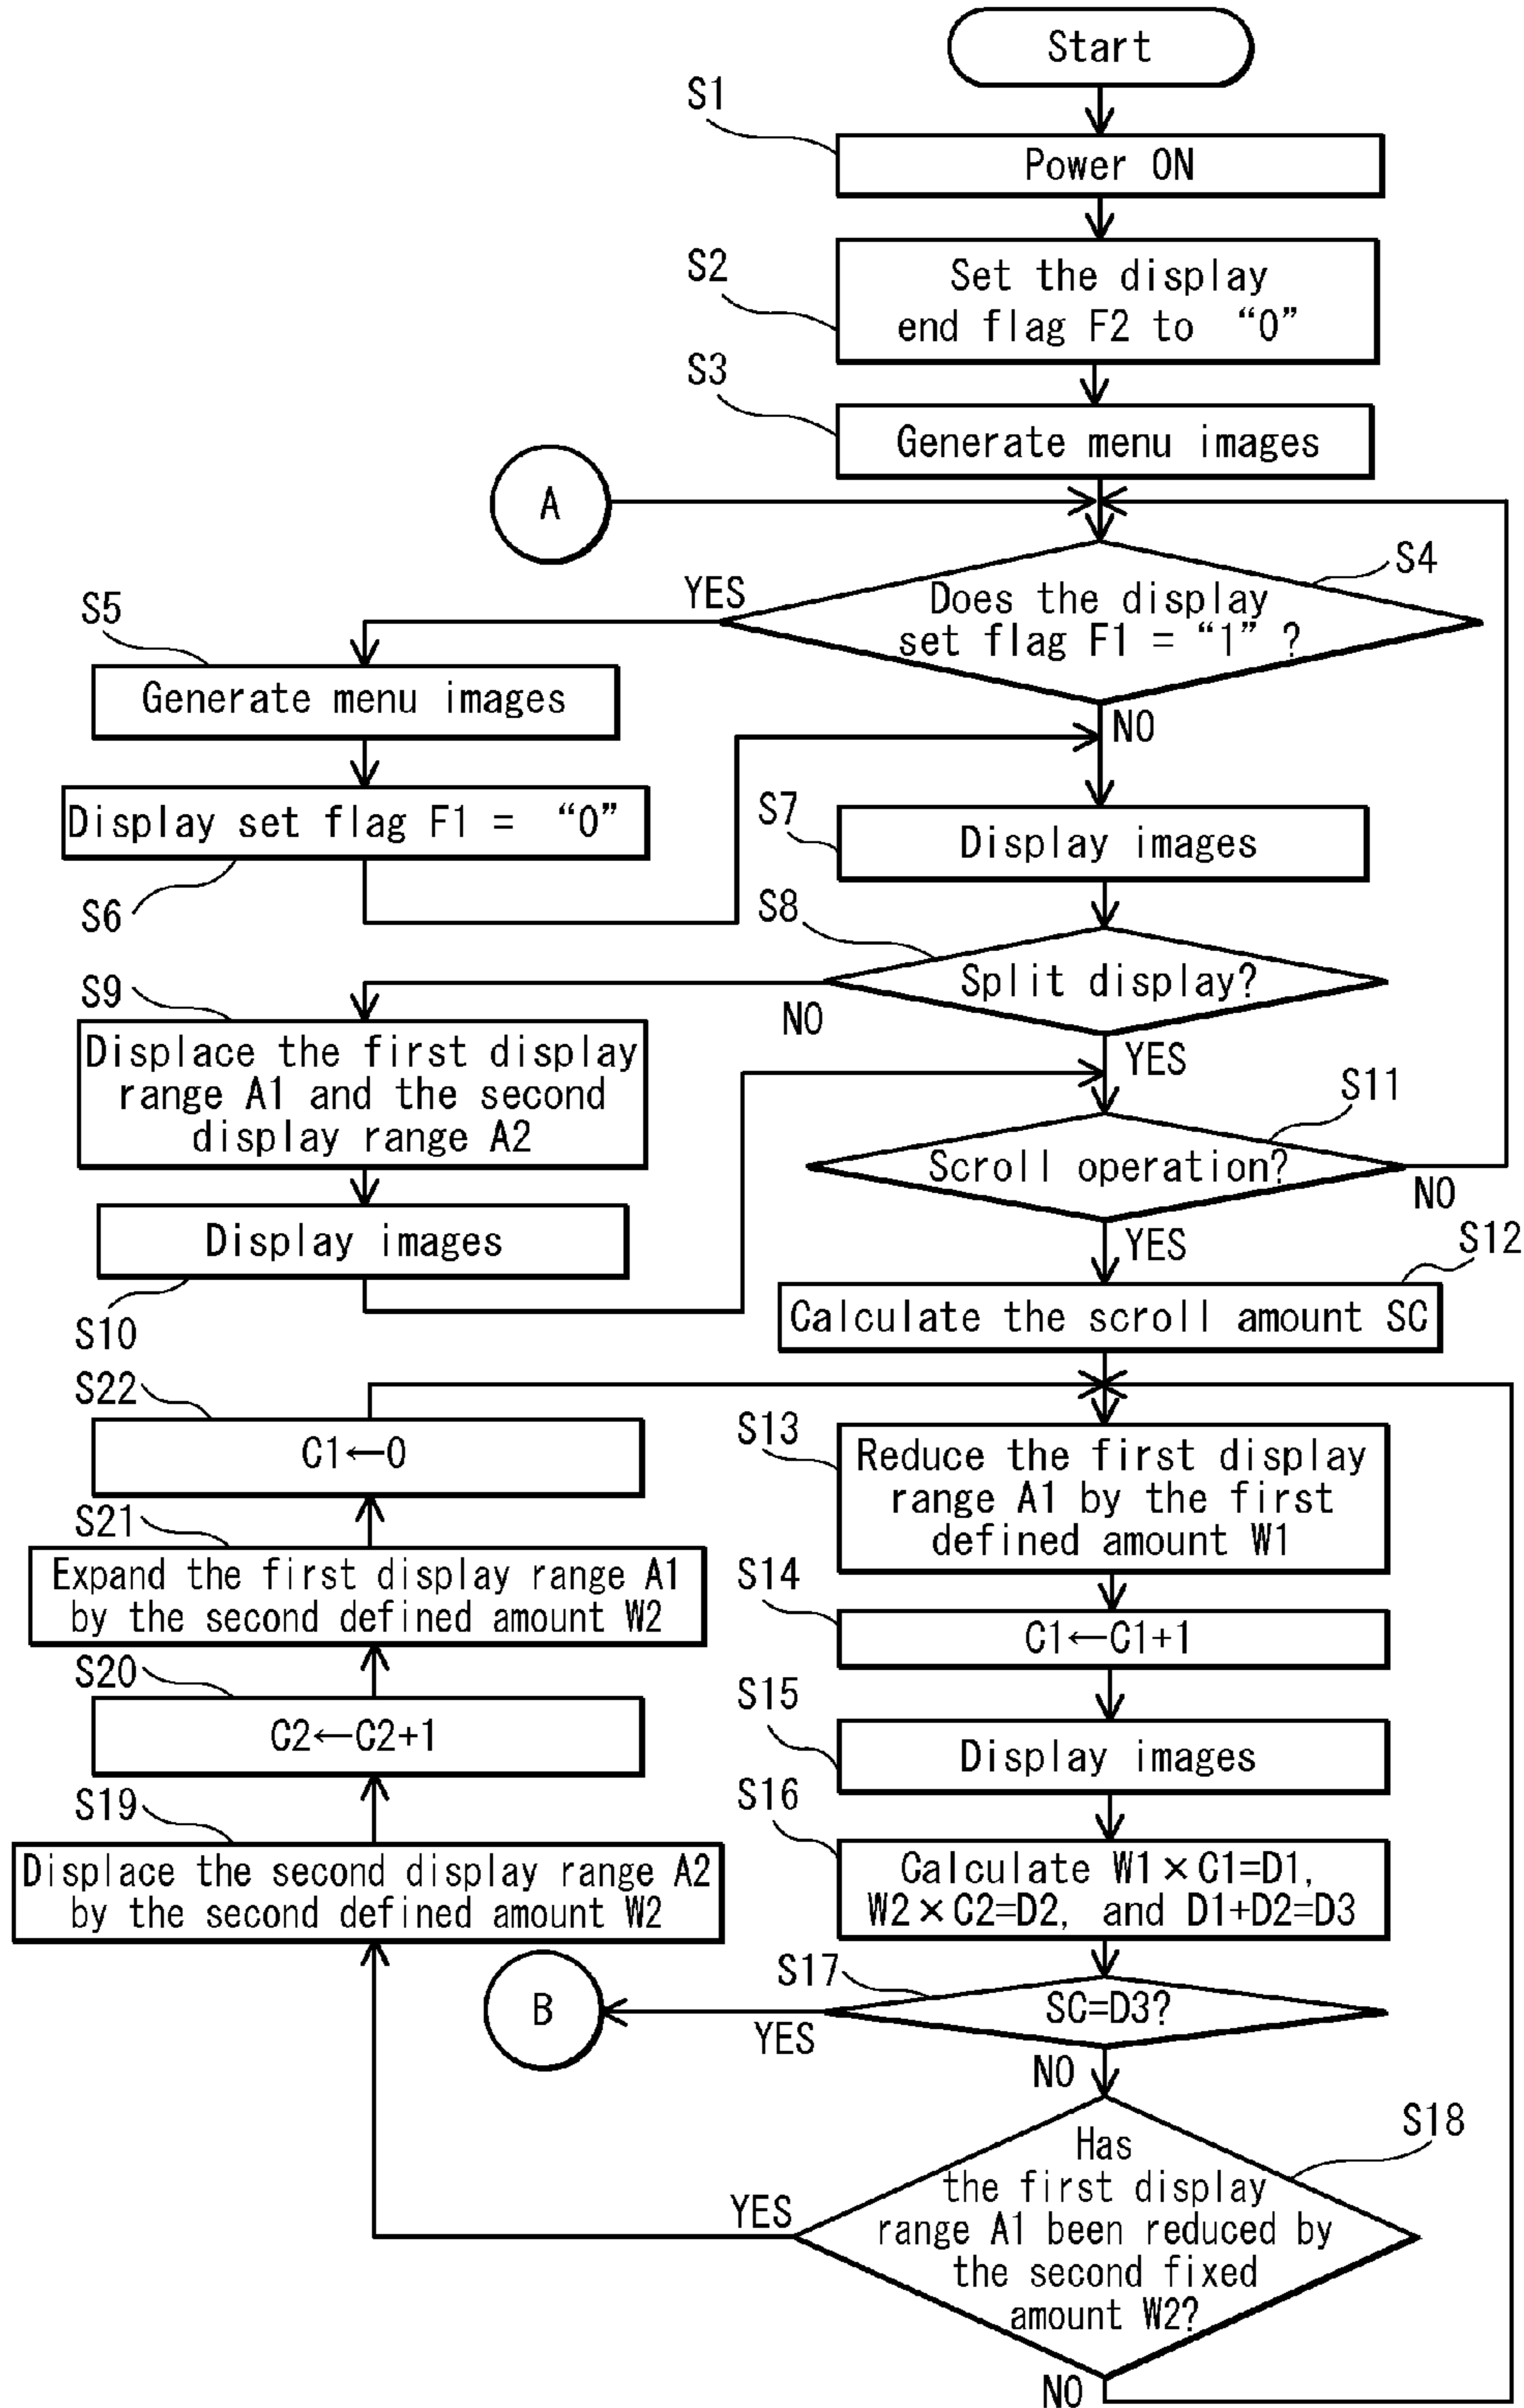 Start
S1
Power ON
S2
Set the display
end flag F2 to “0”
S3
Generate menu images
A
S4
Does the display
set flag F1 = “1” ?
YES
NO
S5
Generate menu images
Display set flag F1 = “0”
S6
S7
Display images
S8
Split display?
NO
YES
S9
Displace the first display
range A1 and the second
display range A2
Display images
S10
S11
Scroll operation?
NO
YES
S12
Calculate the scroll amount SC
S13
Reduce the first display
range A1 by the first
defined amount W1
S14
C1←C1+1
S15
Display images
S16
Calculate W1×C1=D1,
W2×C2=D2, and D1+D2=D3
S17
SC=D3?
YES
B
NO
S18
Has
the first display
range A1 been reduced by
the second fixed
amount W2?
YES
NO
S19
Displace the second display range A2
by the second defined amount W2
S20
C2←C2+1
S21
Expand the first display range A1
by the second defined amount W2
S22
C1←0